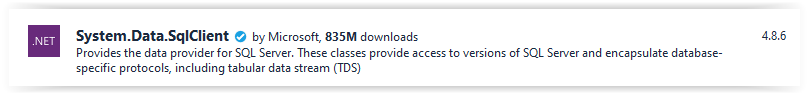 .NET
System.Data.SqlClient by Microsoft, 835M downloads 4.8.6
Provides the data provider for SQL Server. These classes provide access to versions of SQL Server and encapsulate database-
specific protocols, including tabular data stream (TDS)